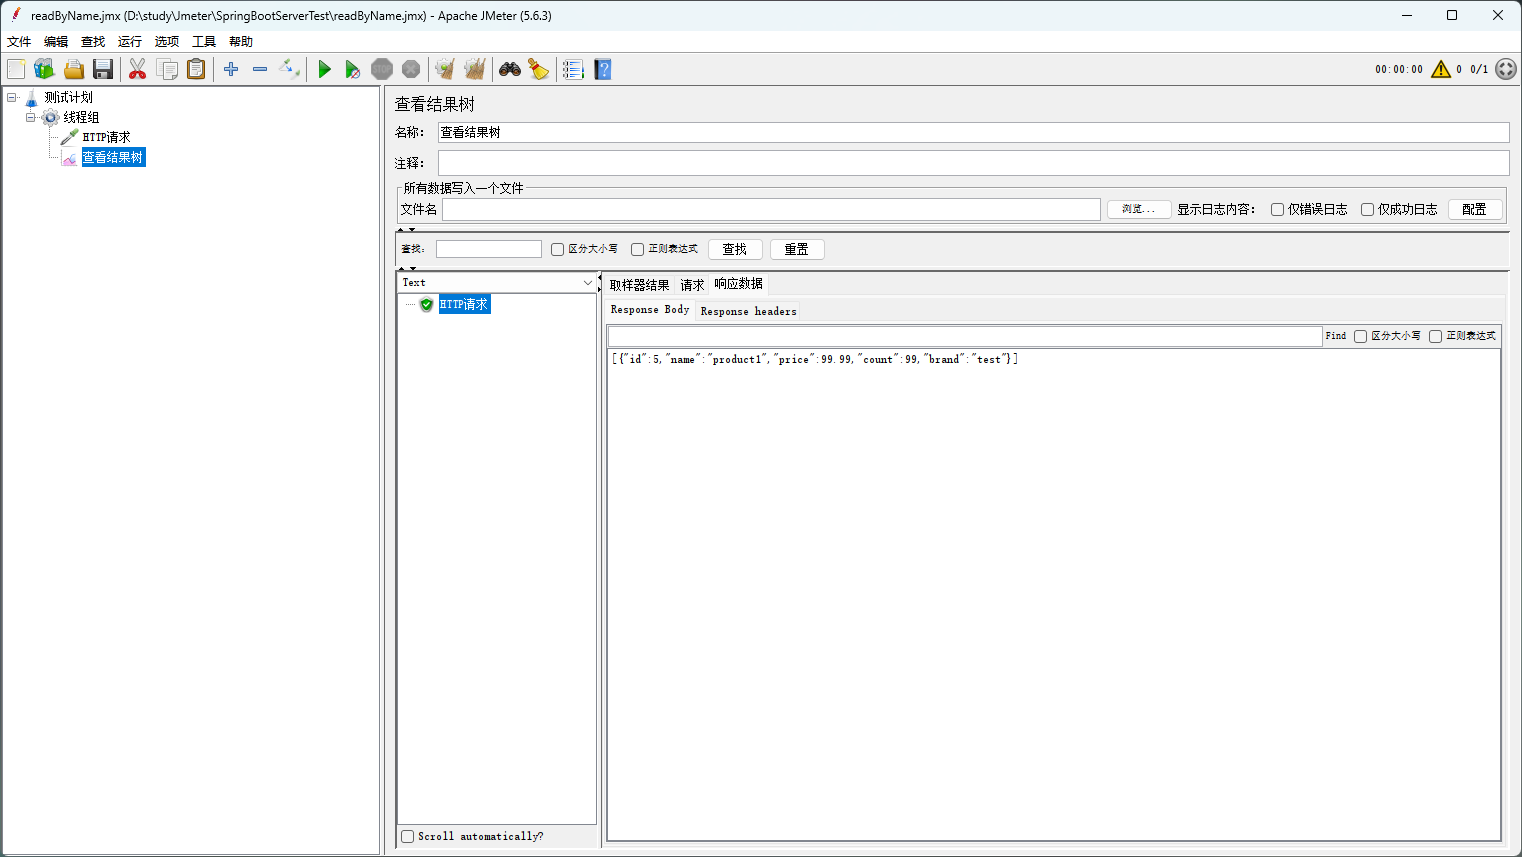 readByName.jmx (D:\study\Jmeter\SpringBootServerTest\readByName.jmx) - Apache JMeter (5.6.3)
文件 编辑 查找 运行 选项 工具 帮助
STOP
00:00:00 0 0/1
测试计划
线程组
HTTP请求
查看结果树
查看结果树
名称： 查看结果树
注释：
所有数据写入一个文件
文件名 浏览... 显示日志内容： 仅错误日志 仅成功日志 配置
查找： 区分大小写 正则表达式 查找 重置
Text
HTTP请求
Scroll automatically?
取样器结果 请求 响应数据
Response Body Response headers
Find 区分大小写 正则表达式
[{"id":5,"name":"product1","price":99.99,"count":99,"brand":"test"}]